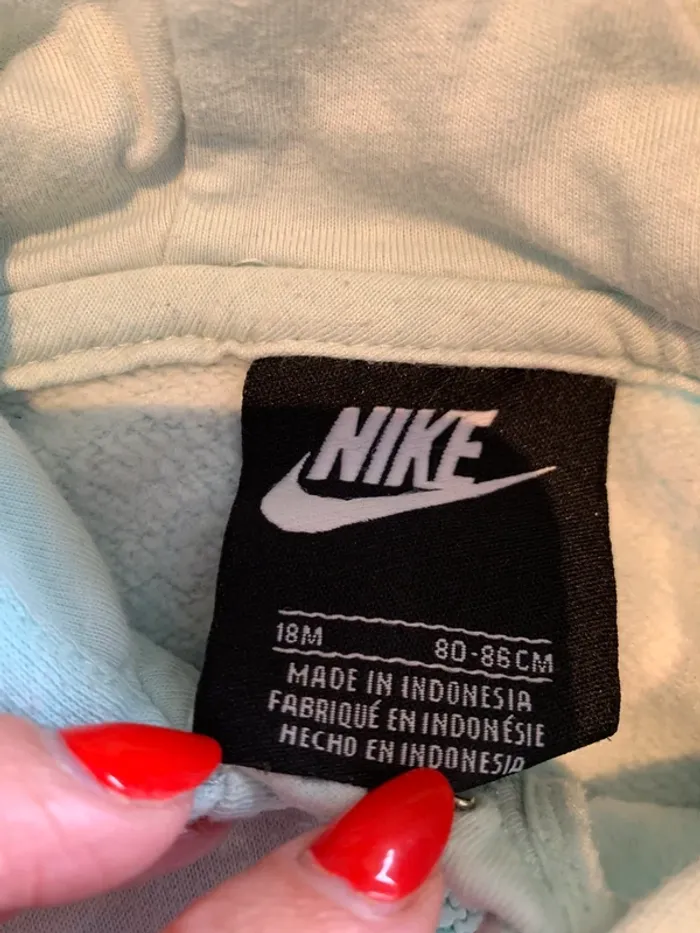 NIKE
18M 80-86CM
MADE IN INDONESIA
FABRIQUÉ EN INDONÉSIE
HECHO EN INDONESIA